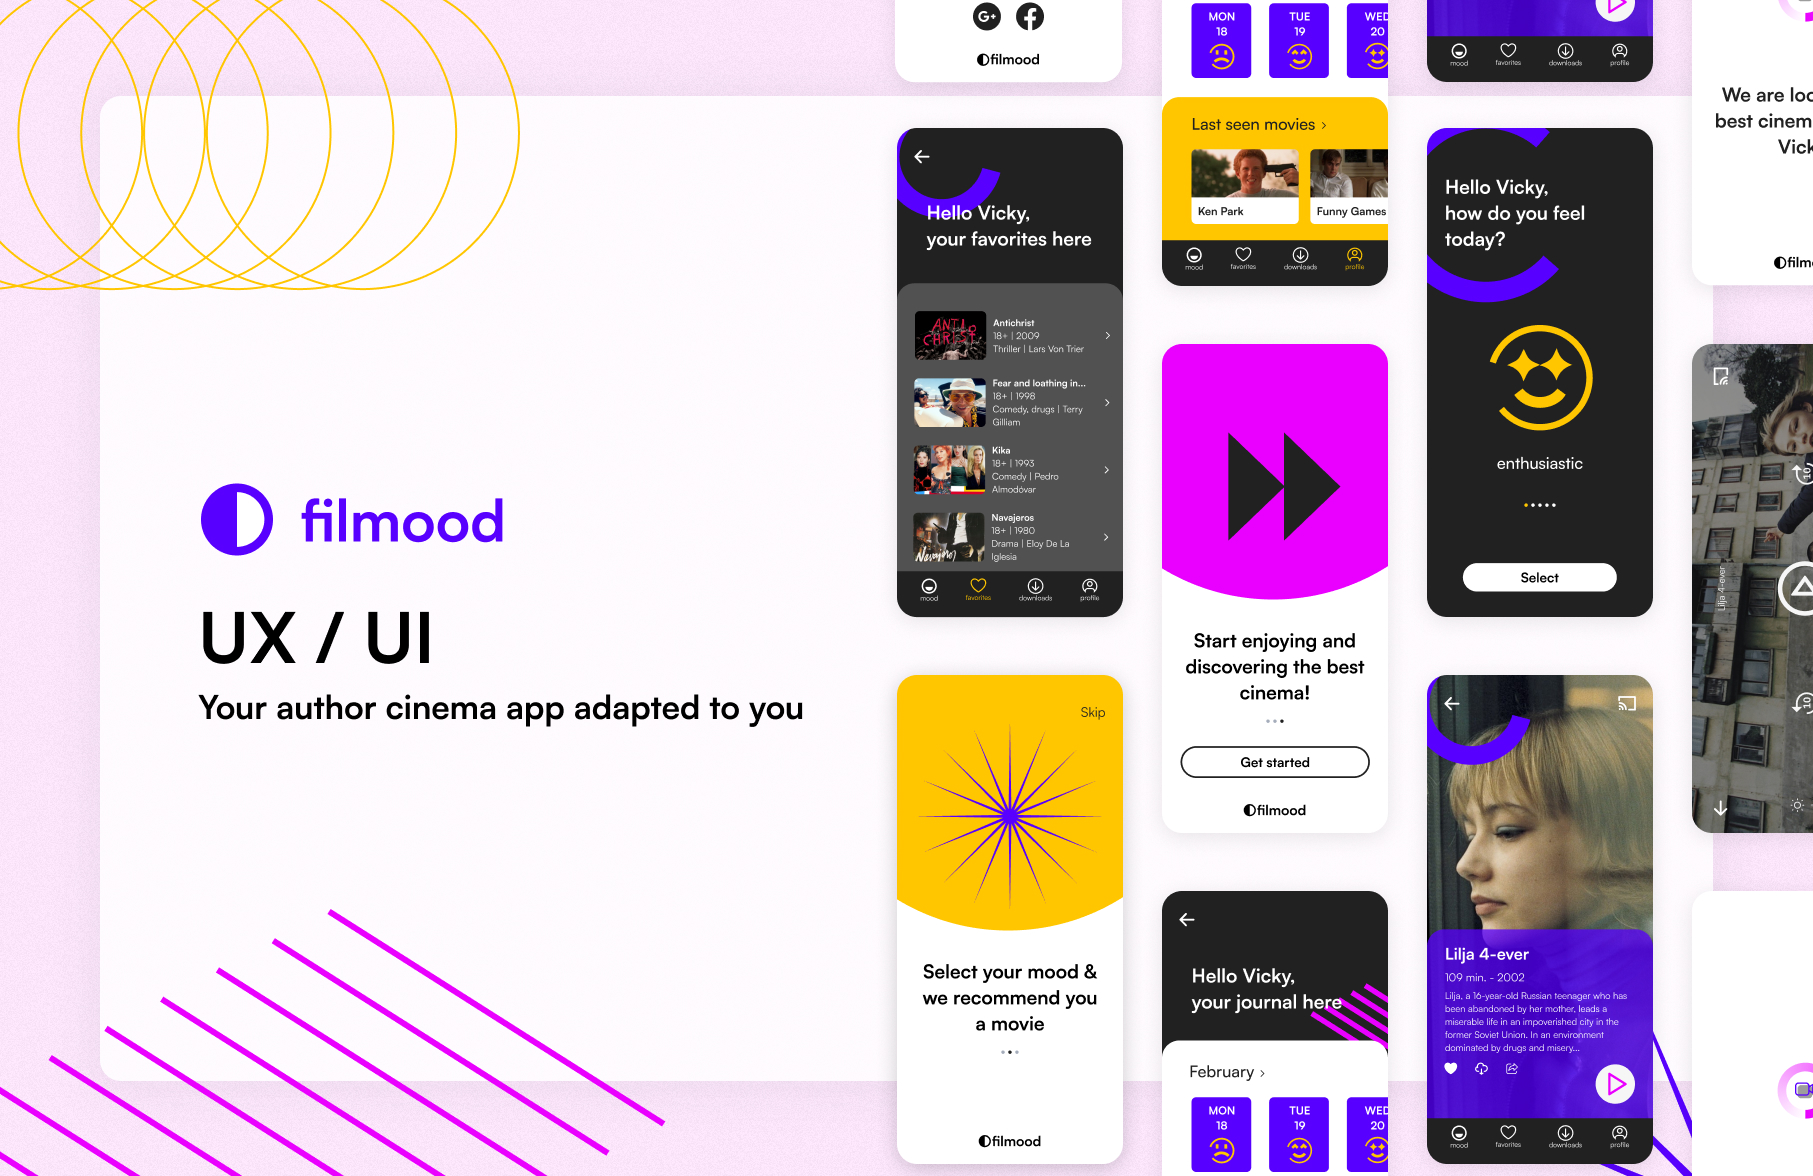 filmood
UX / UI
Your author cinema app adapted to you
filmood
Hello Vicky,
your favorites here
ANTICHRIST
Antichrist
18+ | 2009
Thriller | Lars Von Trier
Fear and loathing in...
18+ | 1998
Comedy, drugs | Terry
Gilliam
Kika
18+ | 1993
Comedy | Pedro
Almodóvar
Navajeros
Navajeros
18+ | 1980
Drama | Eloy De La
Iglesia
mood
favorites
downloads
profile
Skip
Select your mood &
we recommend you
a movie
filmood
MON
18
TUE
19
WED
20
Last seen movies
Ken Park
Funny Games
mood
favorites
downloads
profile
Start enjoying and
discovering the best
cinema!
Get started
filmood
Hello Vicky,
your journal here
February
MON
18
TUE
19
WED
20
mood
favorites
downloads
profile
Hello Vicky,
how do you feel
today?
enthusiastic
Select
Lilja 4-ever
109 min. - 2002
Lilja, a 16-year-old Russian teenager who has
been abandoned by her mother, leads a
miserable life in an impoverished city in the
former Soviet Union. In an environment
dominated by drugs and misery...
mood
favorites
downloads
profile
We are loo
best cinem
Vick
film
10
Lilja 4-ever
10